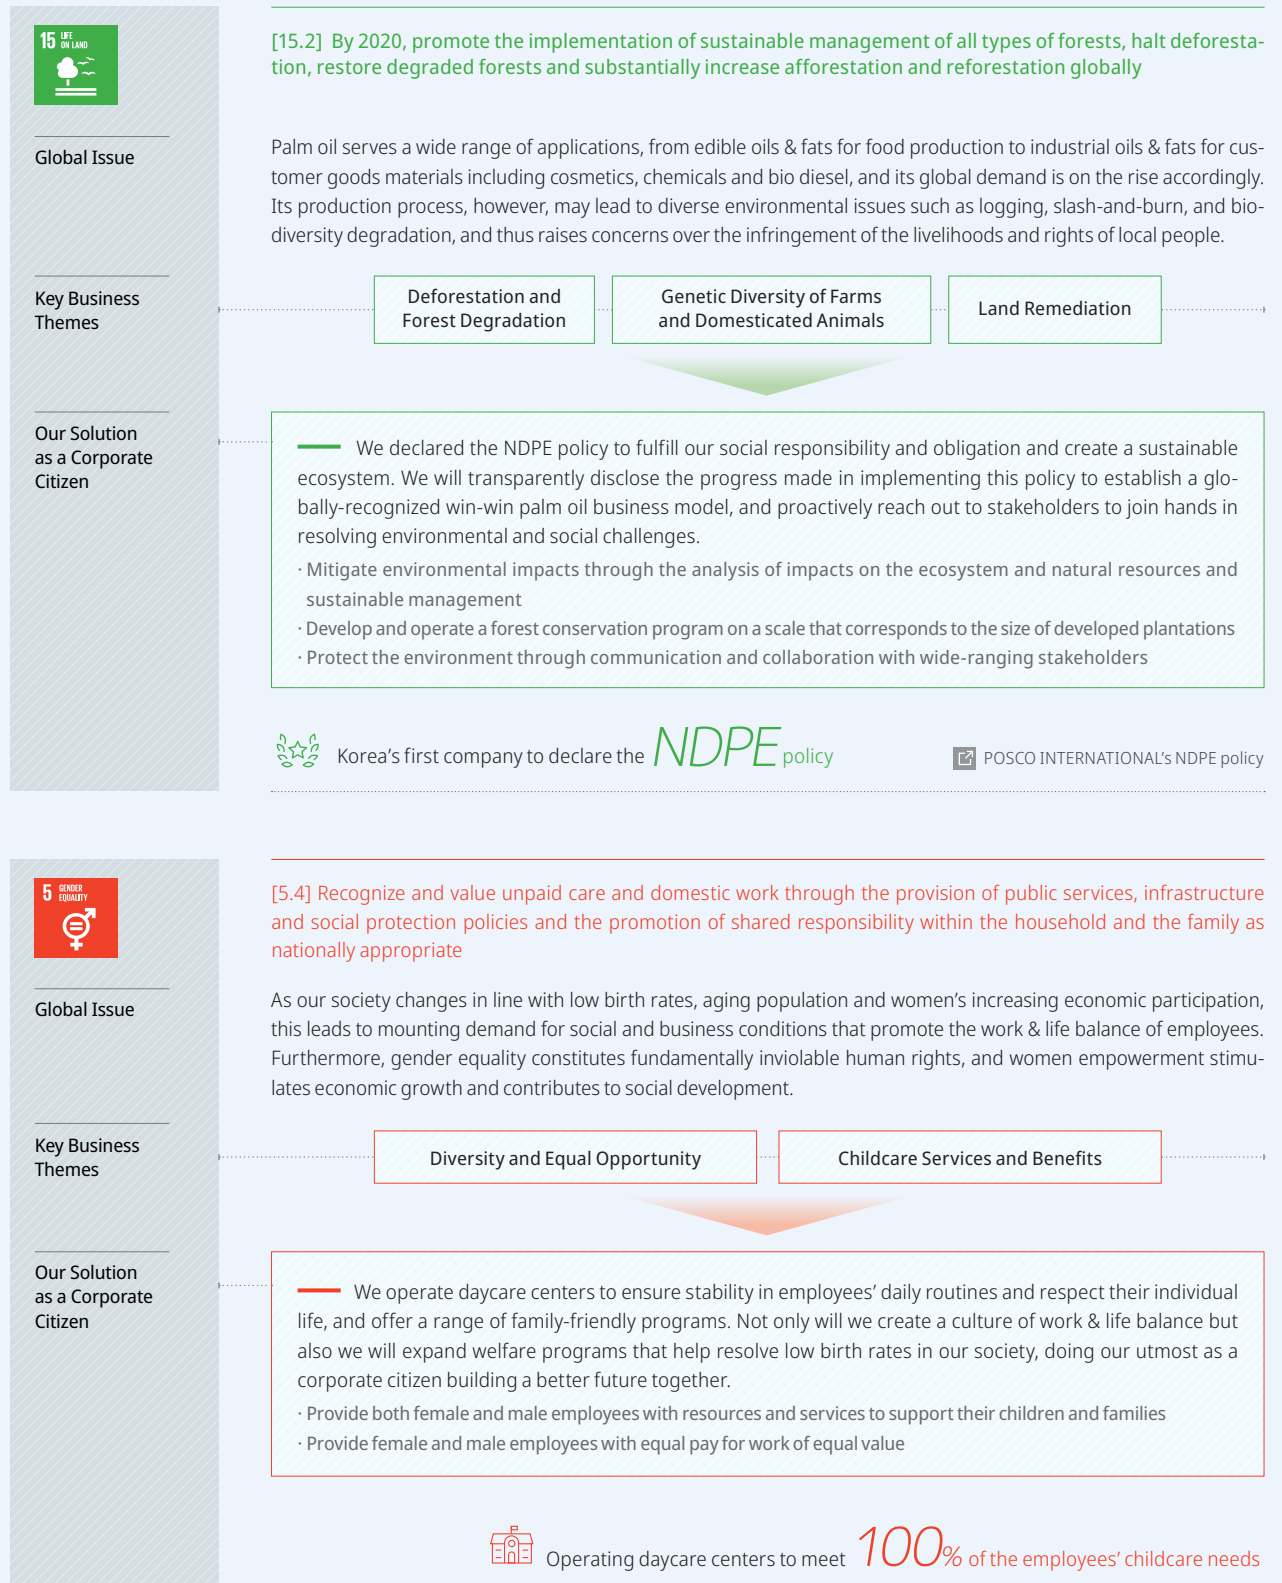 15 LIFE
ON LAND
[15.2] By 2020, promote the implementation of sustainable management of all types of forests, halt deforesta-
tion, restore degraded forests and substantially increase afforestation and reforestation globally
Global Issue
Palm oil serves a wide range of applications, from edible oils & fats for food production to industrial oils & fats for cus-
tomer goods materials including cosmetics, chemicals and bio diesel, and its global demand is on the rise accordingly.
Its production process, however, may lead to diverse environmental issues such as logging, slash-and-burn, and bio-
diversity degradation, and thus raises concerns over the infringement of the livelihoods and rights of local people.
Key Business
Themes
Deforestation and
Forest Degradation
Genetic Diversity of Farms
and Domesticated Animals
Land Remediation
Our Solution
as a Corporate
Citizen
We declared the NDPE policy to fulfill our social responsibility and obligation and create a sustainable
ecosystem. We will transparently disclose the progress made in implementing this policy to establish a glo-
bally-recognized win-win palm oil business model, and proactively reach out to stakeholders to join hands in
resolving environmental and social challenges.
· Mitigate environmental impacts through the analysis of impacts on the ecosystem and natural resources and
sustainable management
· Develop and operate a forest conservation program on a scale that corresponds to the size of developed plantations
· Protect the environment through communication and collaboration with wide-ranging stakeholders
Korea's first company to declare the NDPE policy
POSCO INTERNATIONAL's NDPE policy
5 GENDER
EQUALITY
[5.4] Recognize and value unpaid care and domestic work through the provision of public services, infrastructure
and social protection policies and the promotion of shared responsibility within the household and the family as
nationally appropriate
Global Issue
As our society changes in line with low birth rates, aging population and women's increasing economic participation,
this leads to mounting demand for social and business conditions that promote the work & life balance of employees.
Furthermore, gender equality constitutes fundamentally inviolable human rights, and women empowerment stimu-
lates economic growth and contributes to social development.
Key Business
Themes
Diversity and Equal Opportunity
Childcare Services and Benefits
Our Solution
as a Corporate
Citizen
We operate daycare centers to ensure stability in employees' daily routines and respect their individual
life, and offer a range of family-friendly programs. Not only will we create a culture of work & life balance but
also we will expand welfare programs that help resolve low birth rates in our society, doing our utmost as a
corporate citizen building a better future together.
· Provide both female and male employees with resources and services to support their children and families
· Provide female and male employees with equal pay for work of equal value
Operating daycare centers to meet 100% of the employees' childcare needs